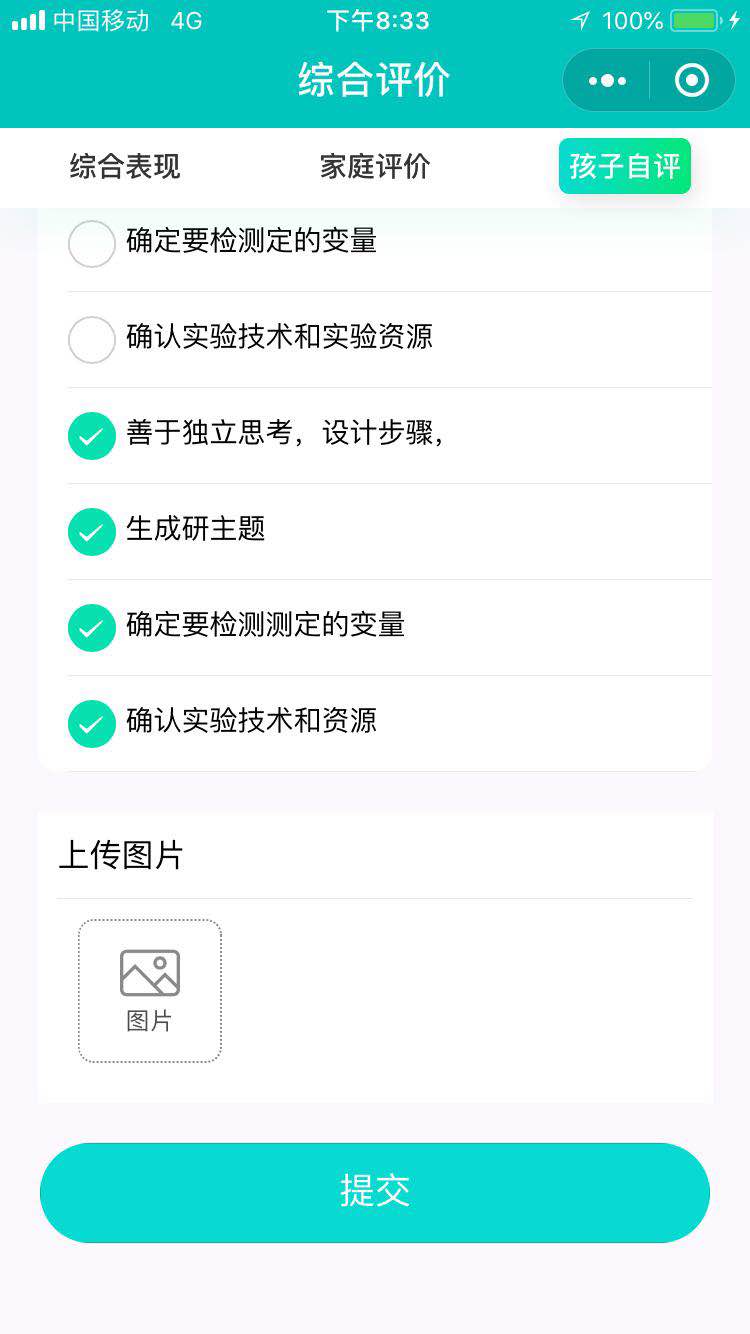 中国移动 4G 下午8:33 100%
综合评价
综合表现 家庭评价 孩子自评
确定要检测定的变量
确认实验技术和实验资源
善于独立思考，设计步骤，
生成研主题
确定要检测测定的变量
确认实验技术和资源
上传图片
图片
提交